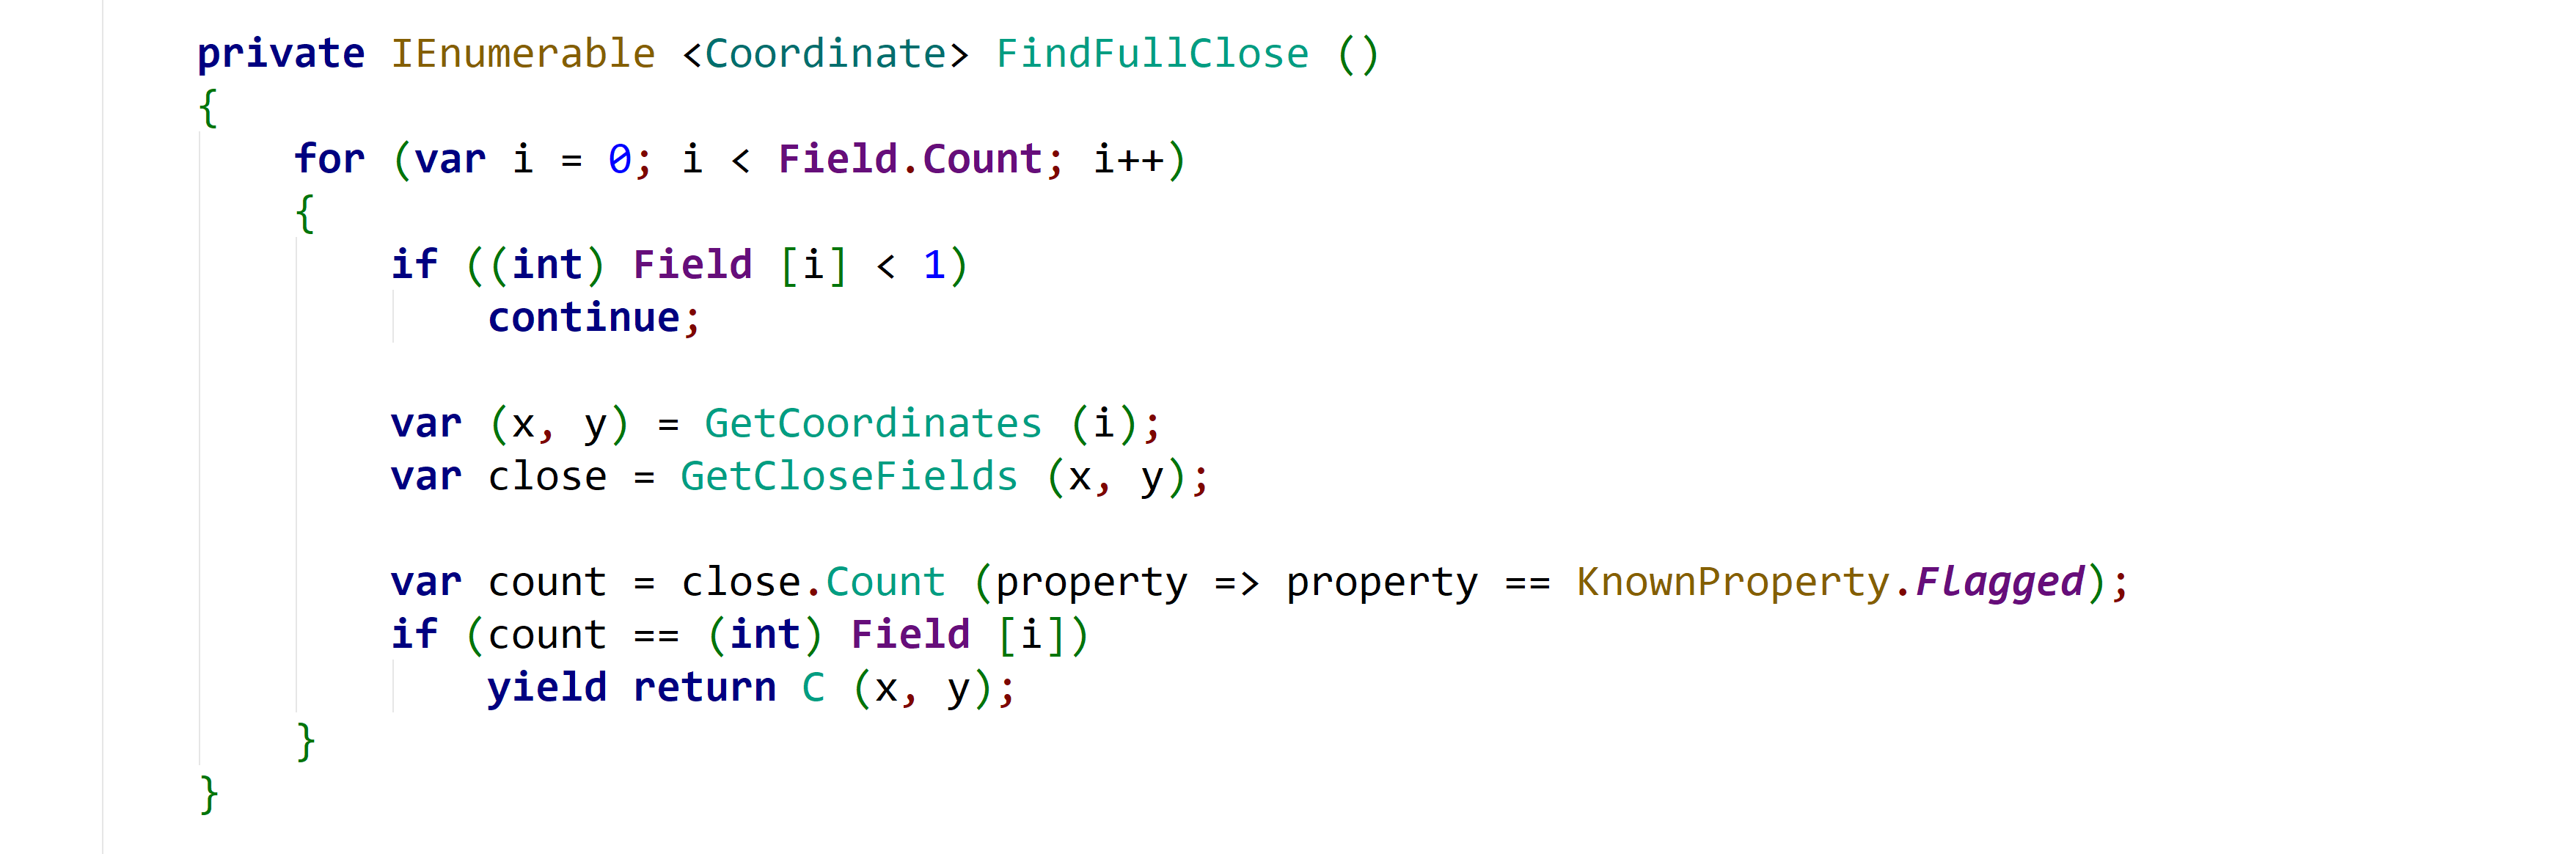 private IEnumerable <Coordinate> FindFullClose ()
{
    for (var i = 0; i < Field.Count; i++)
    {
        if ((int) Field [i] < 1)
            continue;

        var (x, y) = GetCoordinates (i);
        var close = GetCloseFields (x, y);

        var count = close.Count (property => property == KnownProperty.Flagged);
        if (count == (int) Field [i])
            yield return C (x, y);
    }
}